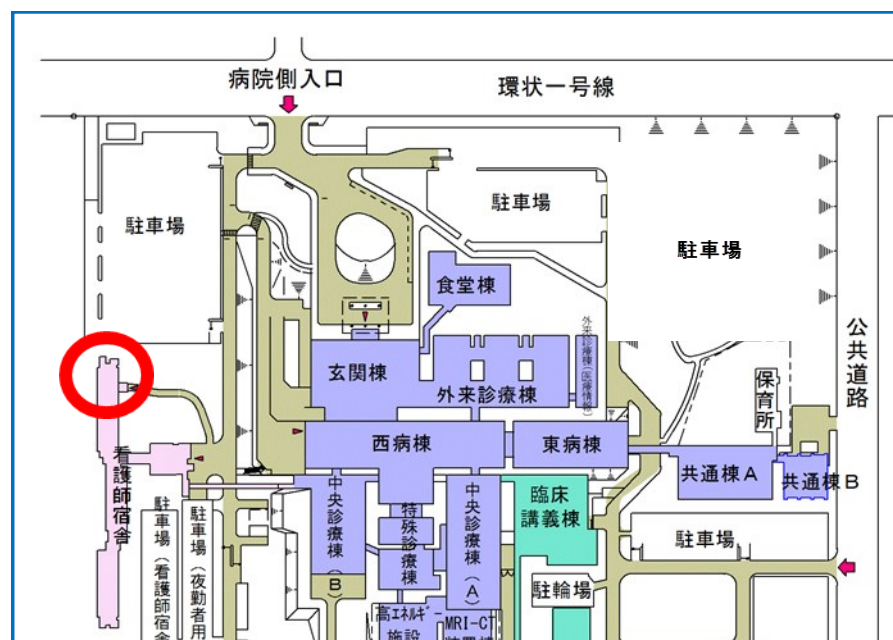 病院側入口
環状一号線
駐車場
駐車場
駐車場
食堂棟
外来診療棟（医療情報）
公共道路
玄関棟
外来診療棟
保育所
西病棟
東病棟
共通棟A
共通棟B
看護師宿舎
駐車場（看護師宿舎
駐車場（夜勤者用
中央診療棟（B）
特殊診療棟
中央診療棟（A）
臨床
講義棟
駐車場
駐輪場
高エネルギー
施設
MRI-CT